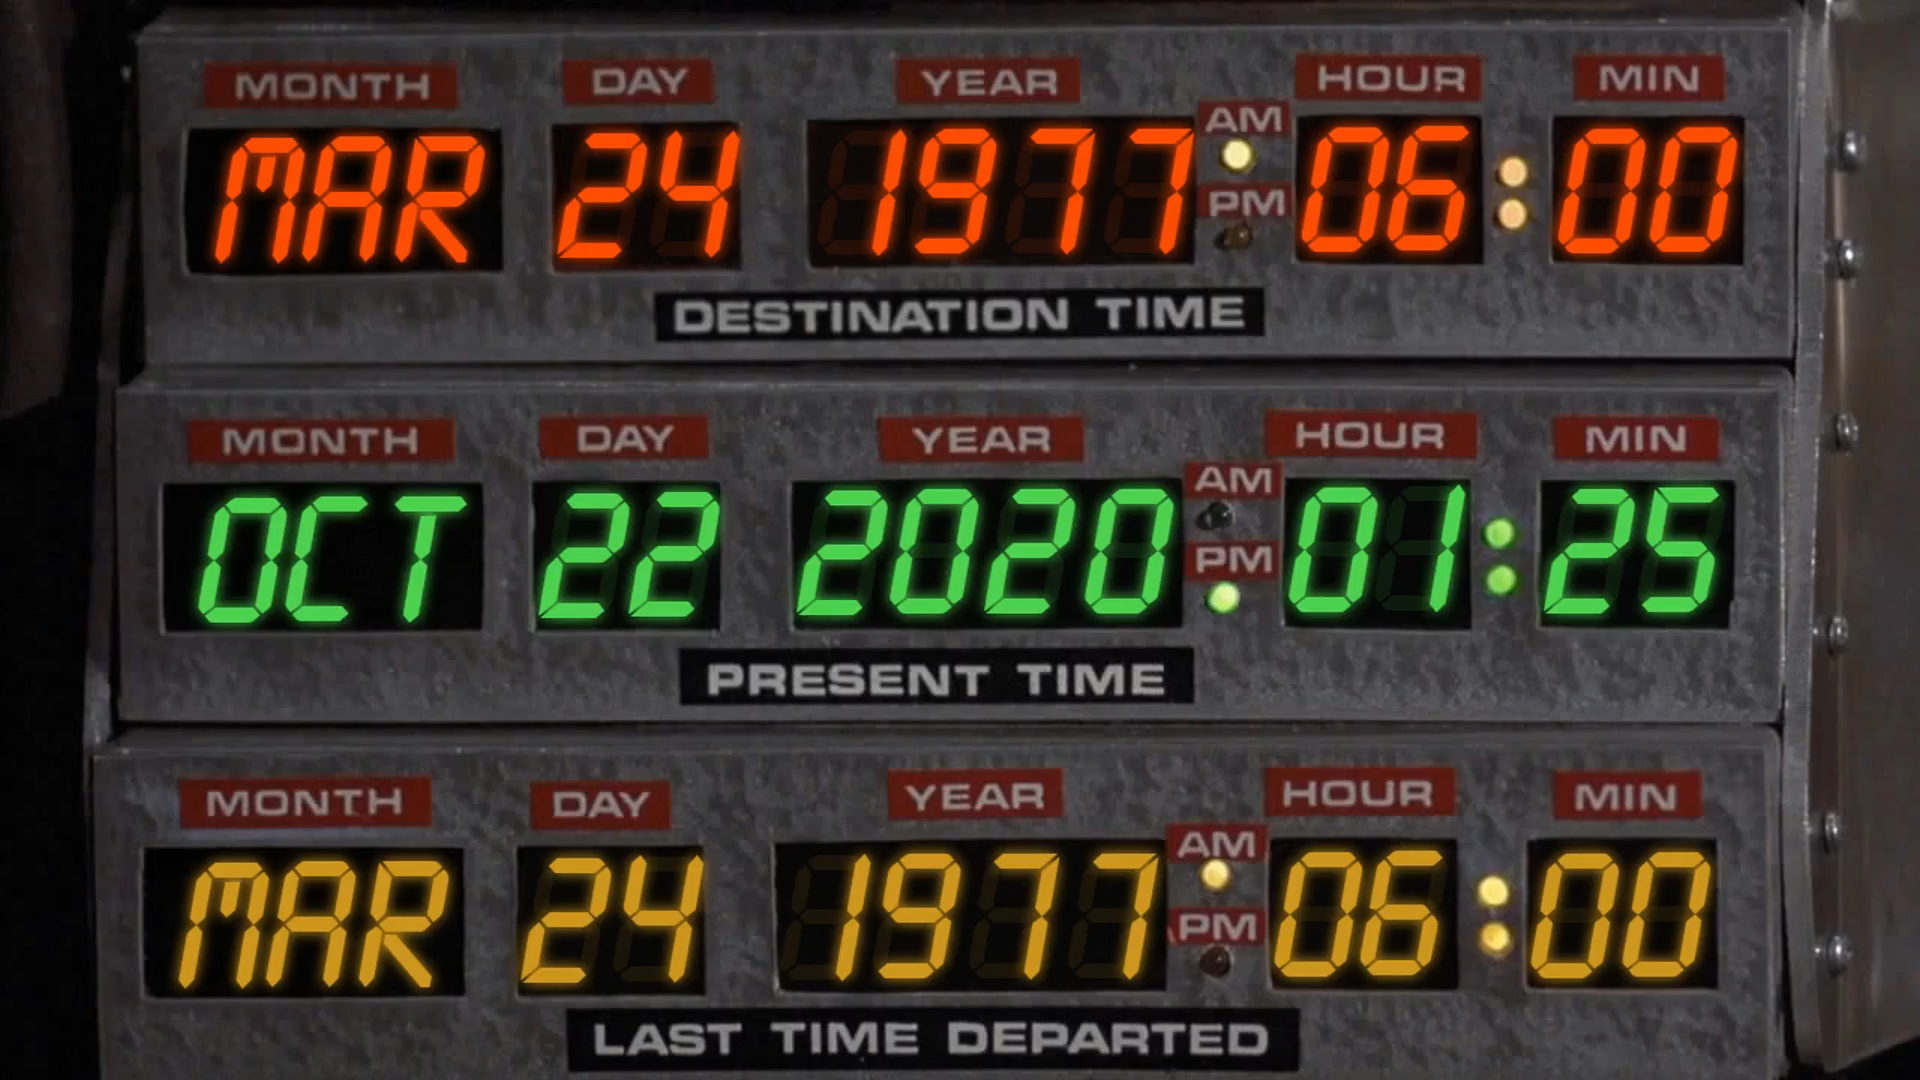 MONTH DAY YEAR HOUR MIN
AM
MAR 24 1977 06:00
PM
DESTINATION TIME
MONTH DAY YEAR HOUR MIN
AM
OCT 22 2020 01:25
PM
PRESENT TIME
MONTH DAY YEAR HOUR MIN
AM
MAR 24 1977 06:00
PM
LAST TIME DEPARTED